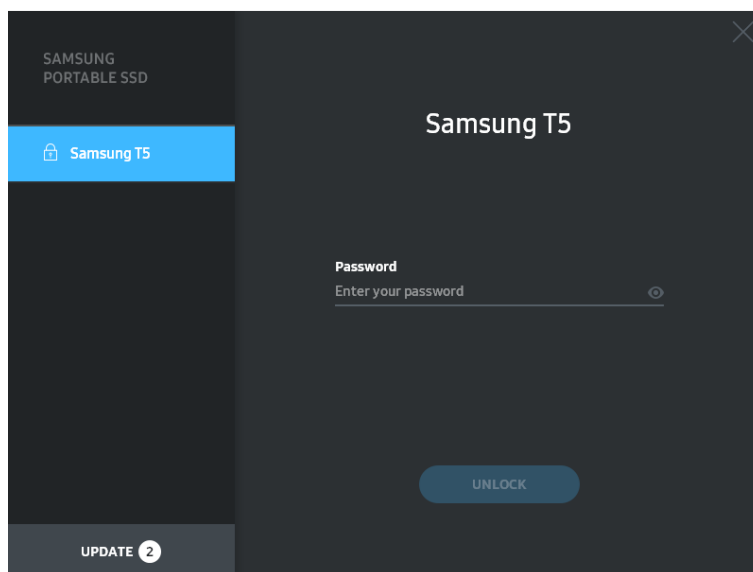 SAMSUNG
PORTABLE SSD
Samsung T5
Samsung T5
Password
Enter your password
UNLOCK
UPDATE 2